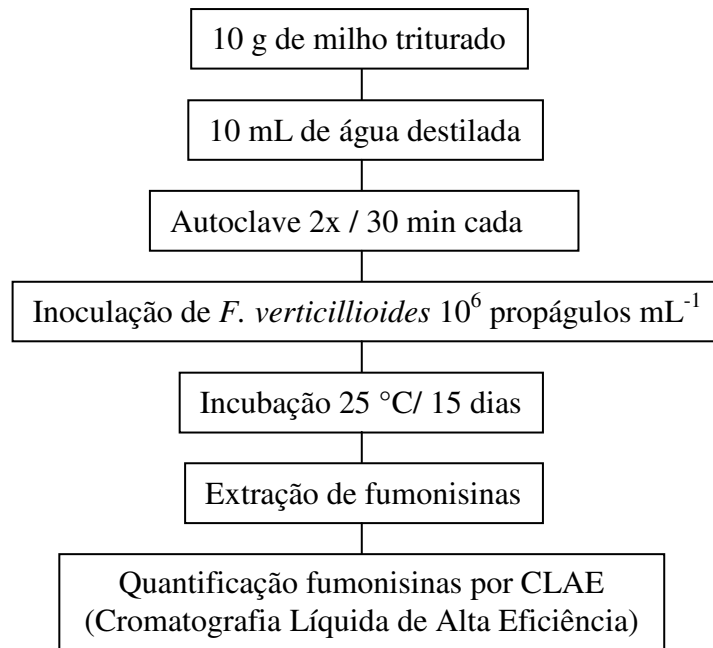 10 g de milho triturado
10 mL de água destilada
Autoclave 2x / 30 min cada
Inoculação de F. verticillioides 10⁶ propágulos mL⁻¹
Incubação 25 °C/ 15 dias
Extração de fumonisinas
Quantificação fumonisinas por CLAE
(Cromatografia Líquida de Alta Eficiência)